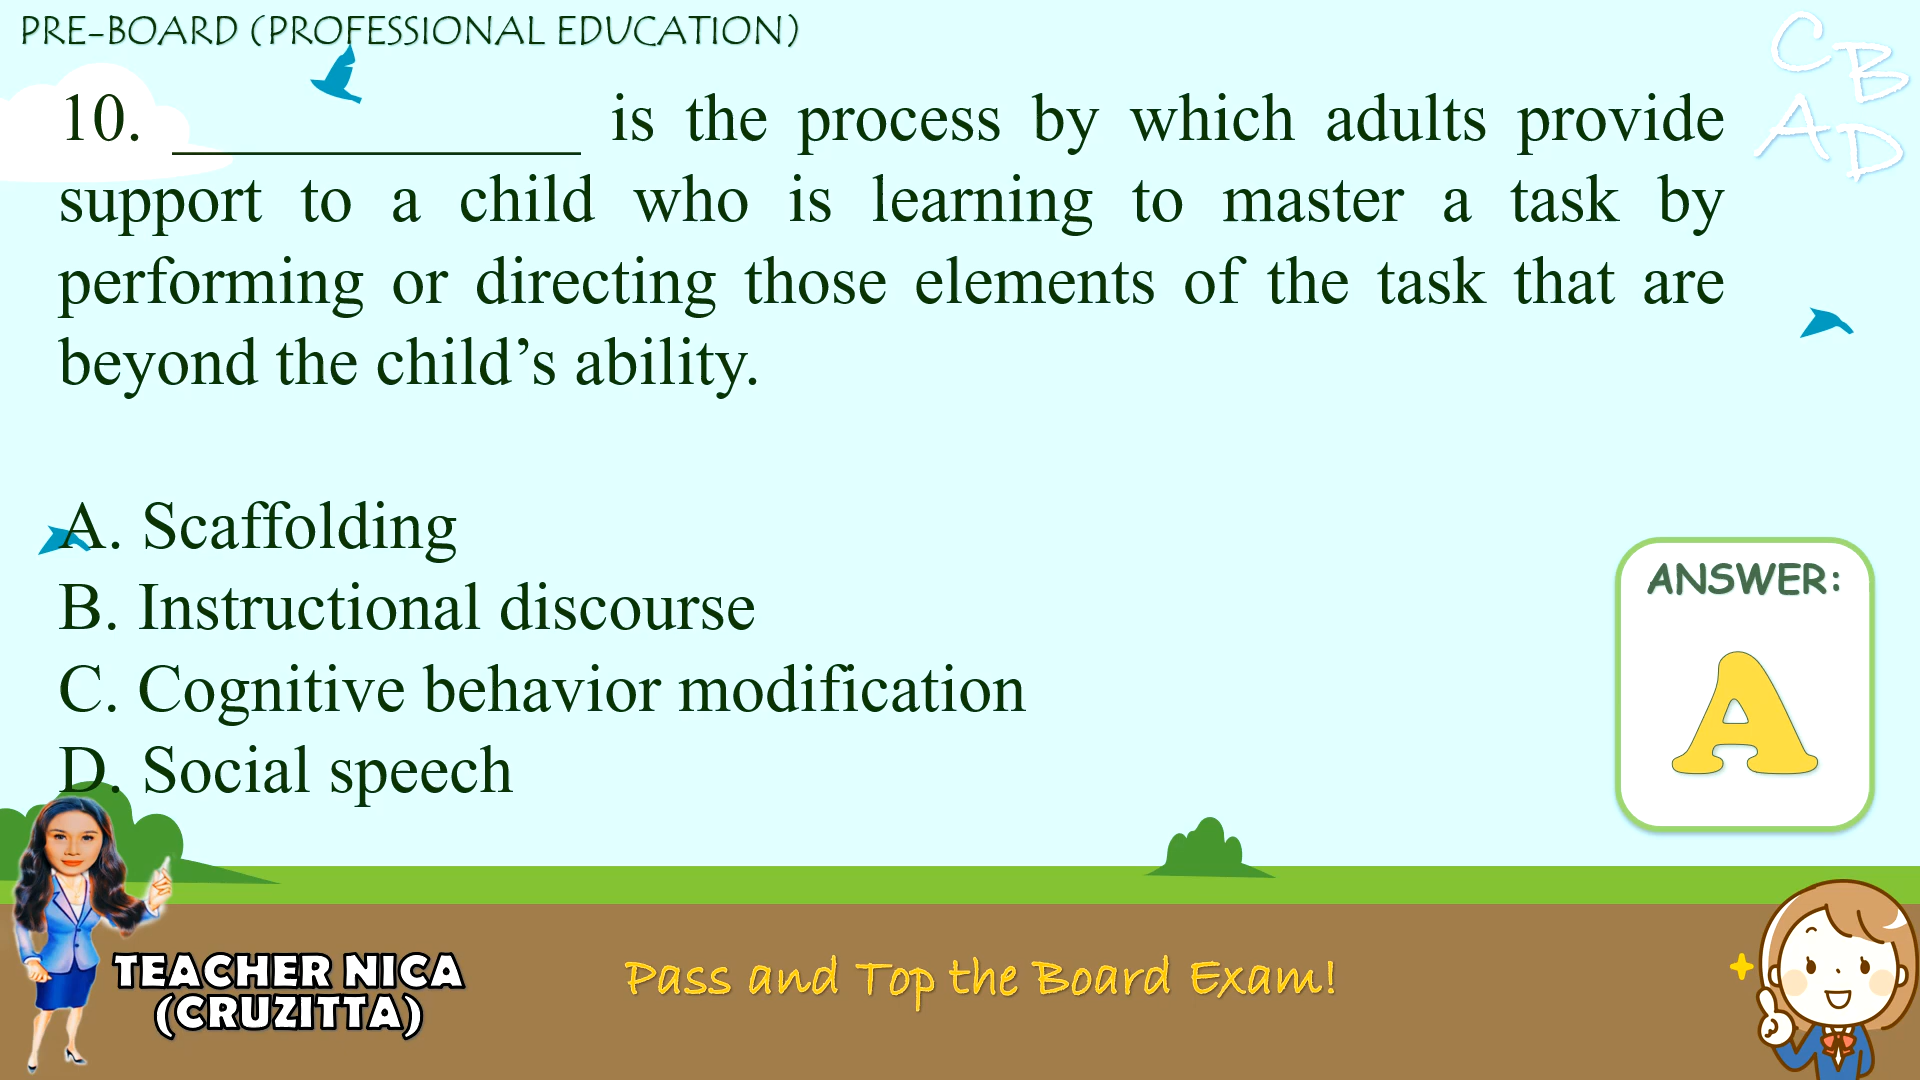 PRE-BOARD (PROFESSIONAL EDUCATION)
C B
A D
10. ____________ is the process by which adults provide
support to a child who is learning to master a task by
performing or directing those elements of the task that are
beyond the child’s ability.
A. Scaffolding
B. Instructional discourse
C. Cognitive behavior modification
D. Social speech
ANSWER:
A
TEACHER NICA
(CRUZITTA)
Pass and Top the Board Exam!